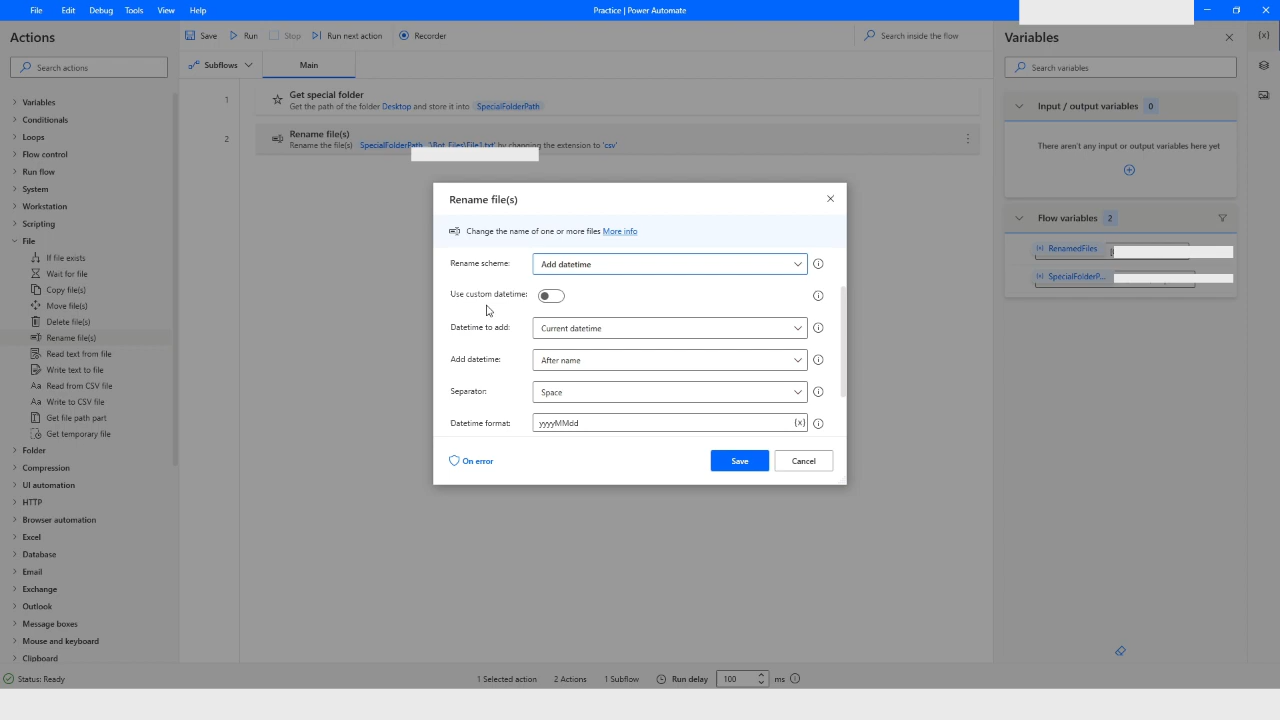 File Edit Debug Tools View Help
Practice | Power Automate
Actions
Search actions
Variables
Conditionals
Loops
Flow control
Run flow
System
Workstation
Scripting
File
If file exists
Wait for file
Copy file(s)
Move file(s)
Delete file(s)
Rename file(s)
Read text from file
Write text to file
Aa Read from CSV file
Aa Write to CSV file
Get file path part
Get temporary file
Folder
Compression
UI automation
HTTP
Browser automation
Excel
Database
Email
Exchange
Outlook
Message boxes
Mouse and keyboard
Clipboard
Save Run Stop Run next action Recorder
Search inside the flow
Subflows
Main
1
Get special folder
Get the path of the folder Desktop and store it into SpecialFolderPath
2
Rename file(s)
Rename the file(s) SpecialFolderPath '\Bot_Files\File1.txt' by changing the extension to 'csv'
Rename file(s)
Change the name of one or more files More info
Rename scheme: Add datetime
Use custom datetime:
Datetime to add: Current datetime
Add datetime: After name
Separator: Space
Datetime format: yyyyMMdd {x}
On error
Save Cancel
Variables
{x}
Search variables
Input / output variables 0
There aren't any input or output variables here yet
Flow variables 2
(x) RenamedFiles
(x) SpecialFolderP...
Status: Ready
1 Selected action 2 Actions 1 Subflow Run delay 100 ms